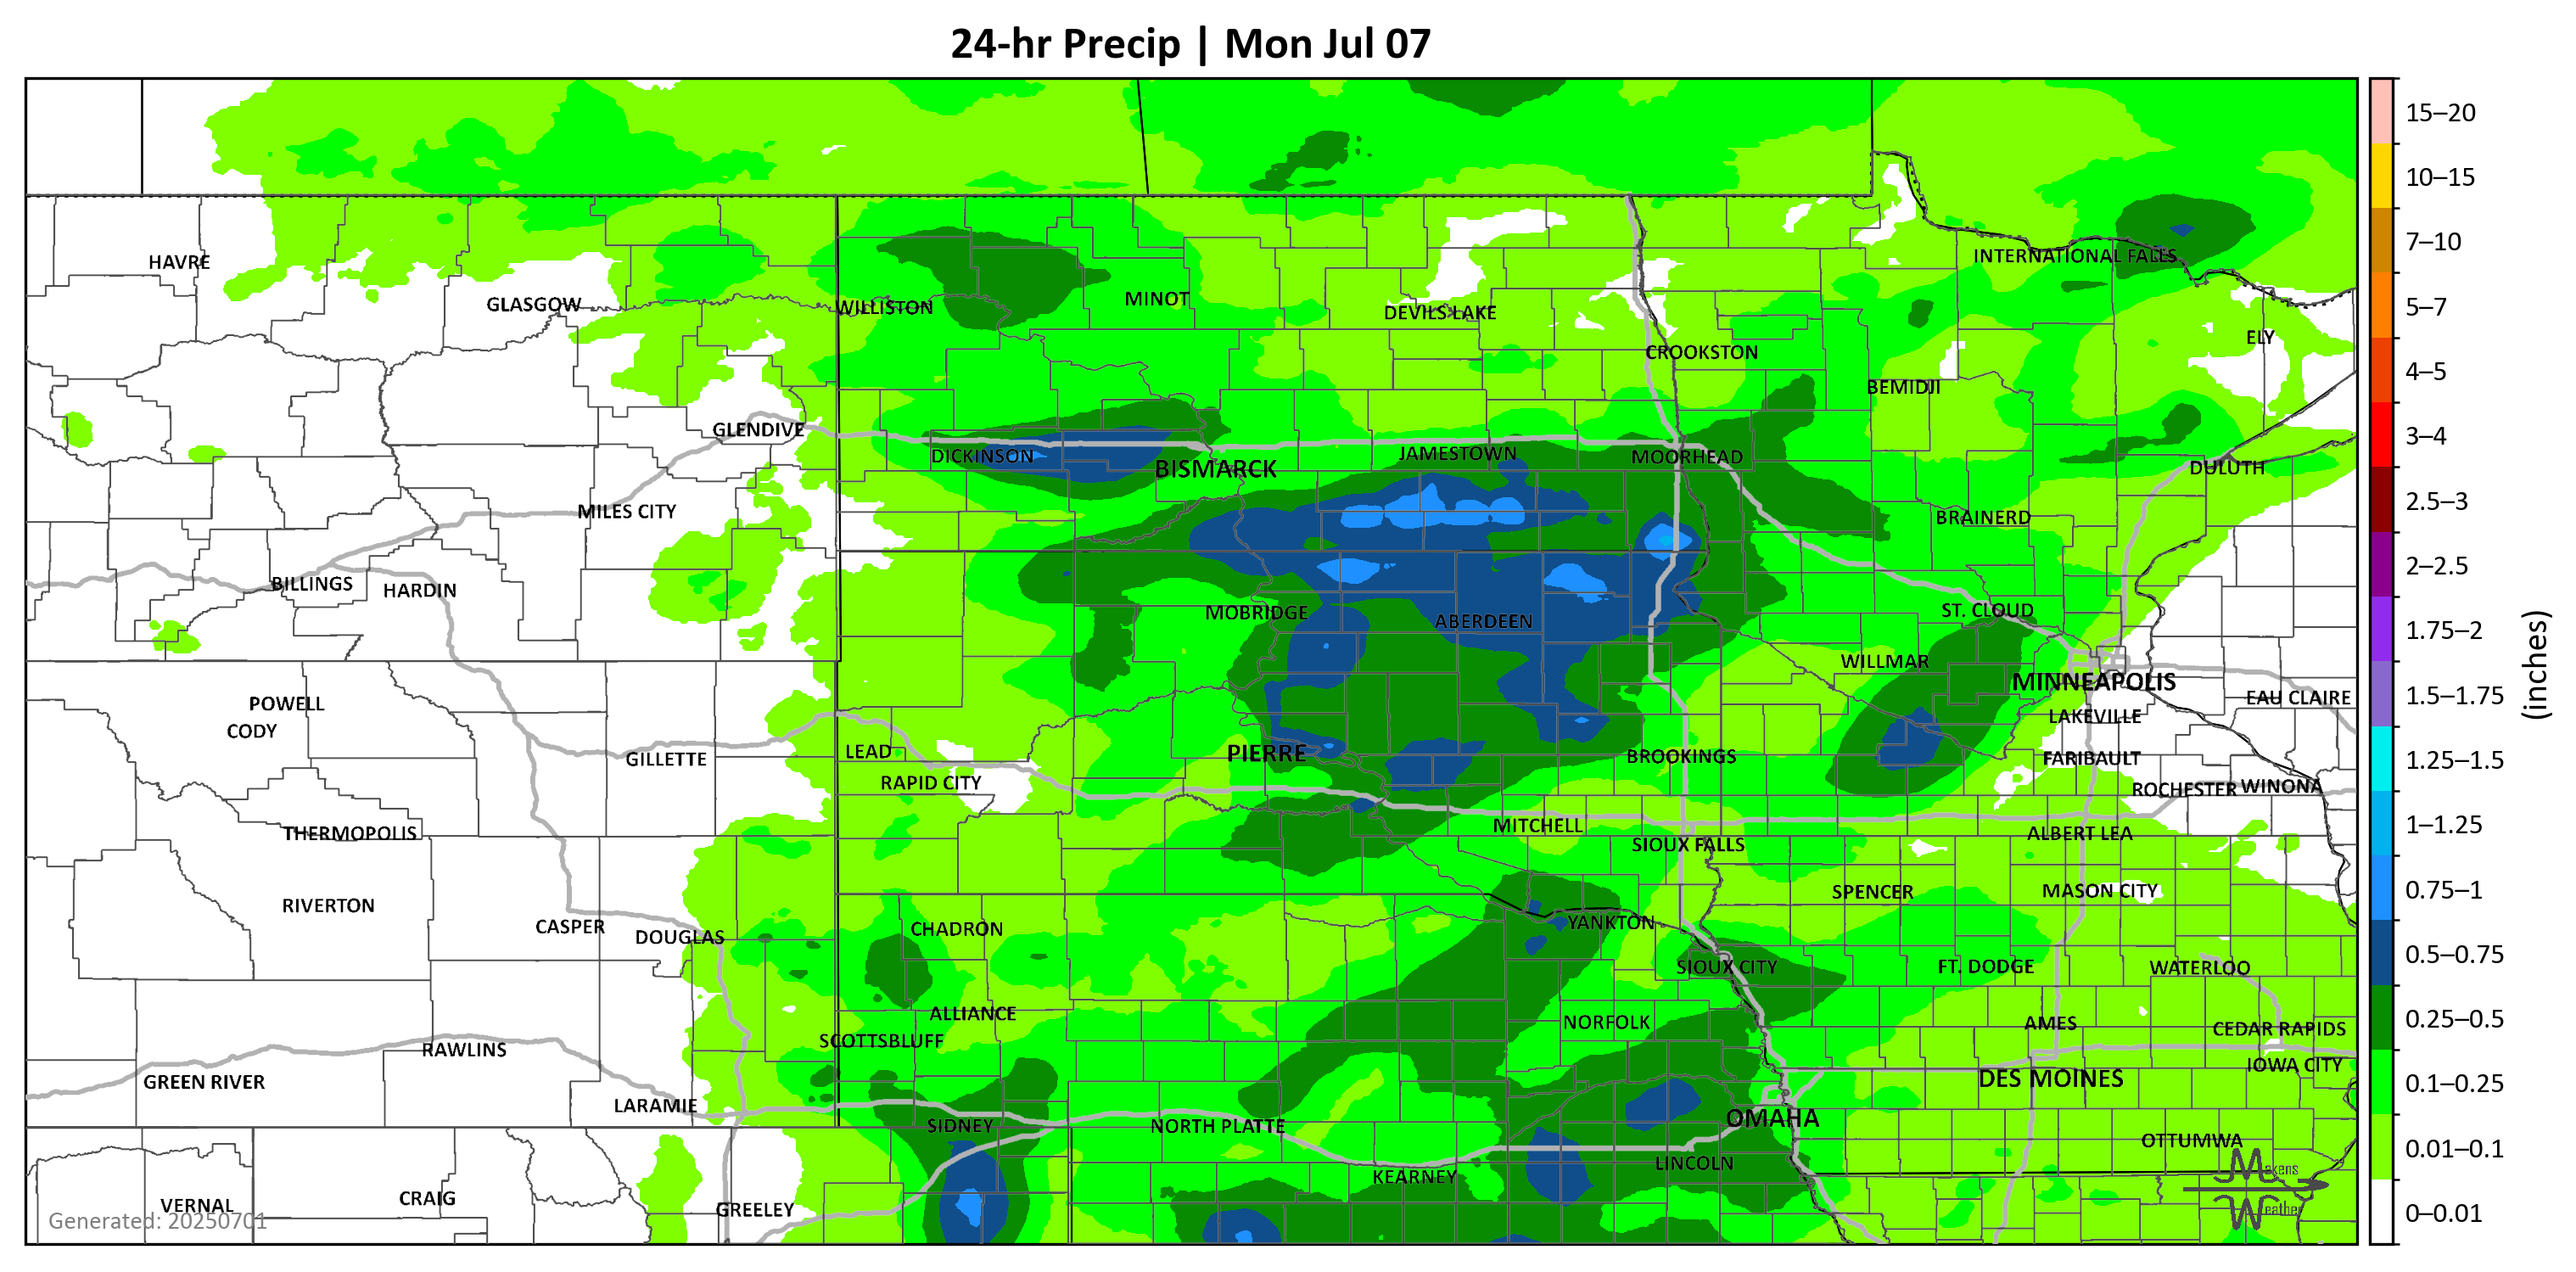 24-hr Precip | Mon Jul 07
HAVRE
INTERNATIONAL FALLS
GLASGOW
WILLISTON
MINOT
DEVILS LAKE
ELY
CROOKSTON
BEMIDJI
GLENDIVE
DICKINSON
BISMARCK
JAMESTOWN
MOORHEAD
DULUTH
MILES CITY
BRAINERD
BILLINGS
HARDIN
MOBRIDGE
ABERDEEN
ST. CLOUD
WILLMAR
MINNEAPOLIS
POWELL
EAU CLAIRE
CODY
LAKEVILLE
GILLETTE
LEAD
PIERRE
BROOKINGS
FARIBAULT
RAPID CITY
ROCHESTER
WINONA
THERMOPOLIS
MITCHELL
ALBERT LEA
SIOUX FALLS
RIVERTON
SPENCER
MASON CITY
CASPER
DOUGLAS
CHADRON
YANKTON
SIOUX CITY
FT. DODGE
WATERLOO
ALLIANCE
NORFOLK
AMES
CEDAR RAPIDS
SCOTTSBLUFF
RAWLINS
IOWA CITY
GREEN RIVER
DES MOINES
LARAMIE
SIDNEY
NORTH PLATTE
OMAHA
OTTUMWA
LINCOLN
KEARNEY
VERNAL
CRAIG
GREELEY
Generated: 20250701
Makens
Weather
15–20
10–15
7–10
5–7
4–5
3–4
2.5–3
2–2.5
1.75–2
1.5–1.75
1.25–1.5
1–1.25
0.75–1
0.5–0.75
0.25–0.5
0.1–0.25
0.01–0.1
0–0.01
(inches)